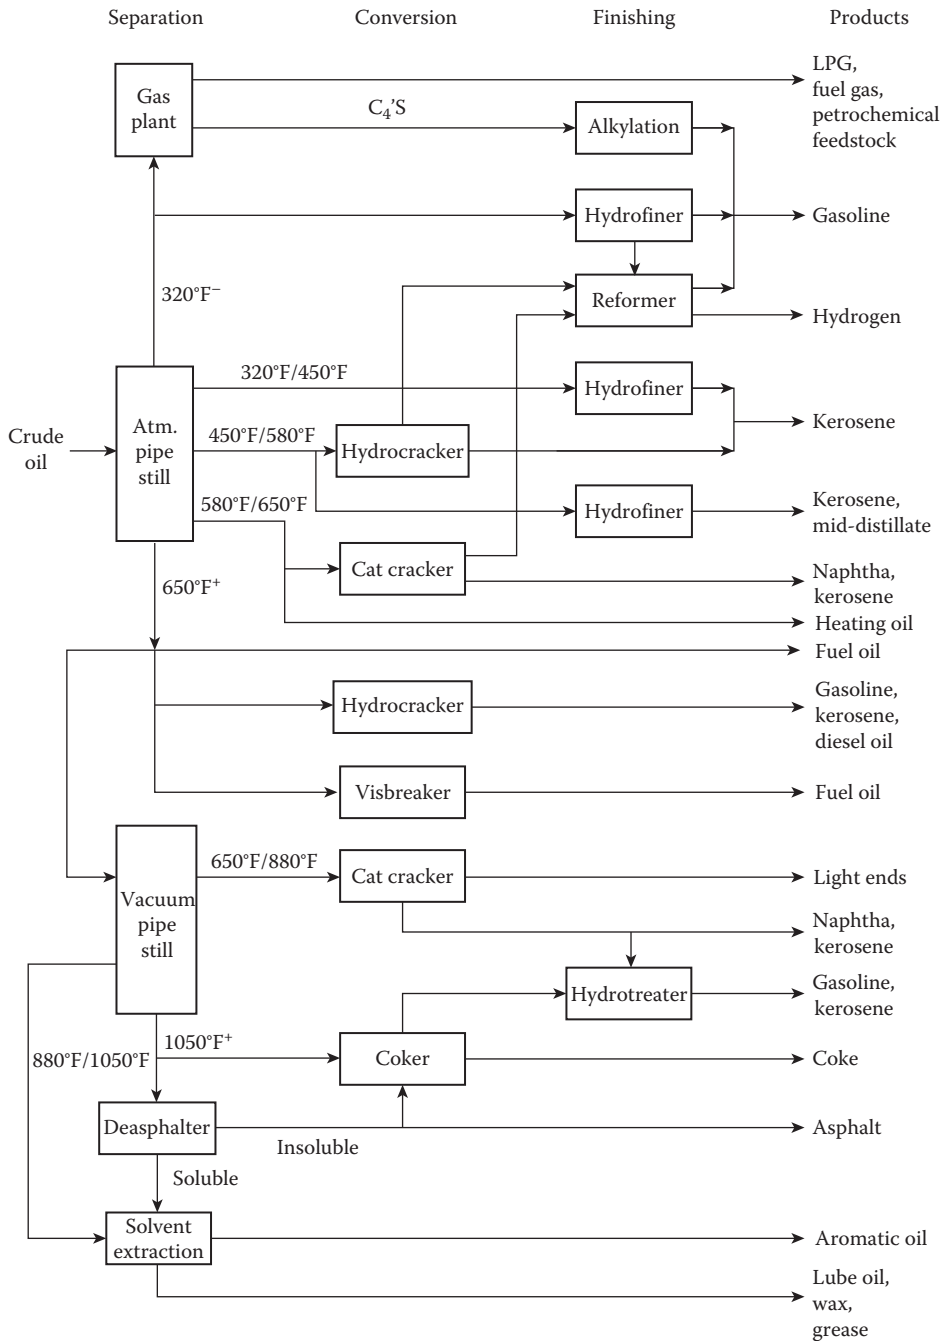 Separation
Conversion
Finishing
Products
Gas
plant
C₄'S
Alkylation
LPG,
fuel gas,
petrochemical
feedstock
Hydrofiner
Gasoline
320°F⁻
Reformer
Hydrogen
320°F/450°F
Hydrofiner
Kerosene
Crude
oil
Atm.
pipe
still
450°F/580°F
Hydrocracker
580°F/650°F
Hydrofiner
Kerosene,
mid-distillate
Cat cracker
Naphtha,
kerosene
650°F⁺
Heating oil
Fuel oil
Hydrocracker
Gasoline,
kerosene,
diesel oil
Visbreaker
Fuel oil
Vacuum
pipe
still
650°F/880°F
Cat cracker
Light ends
Naphtha,
kerosene
Hydrotreater
Gasoline,
kerosene
880°F/1050°F
1050°F⁺
Coker
Coke
Deasphalter
Insoluble
Asphalt
Soluble
Solvent
extraction
Aromatic oil
Lube oil,
wax,
grease